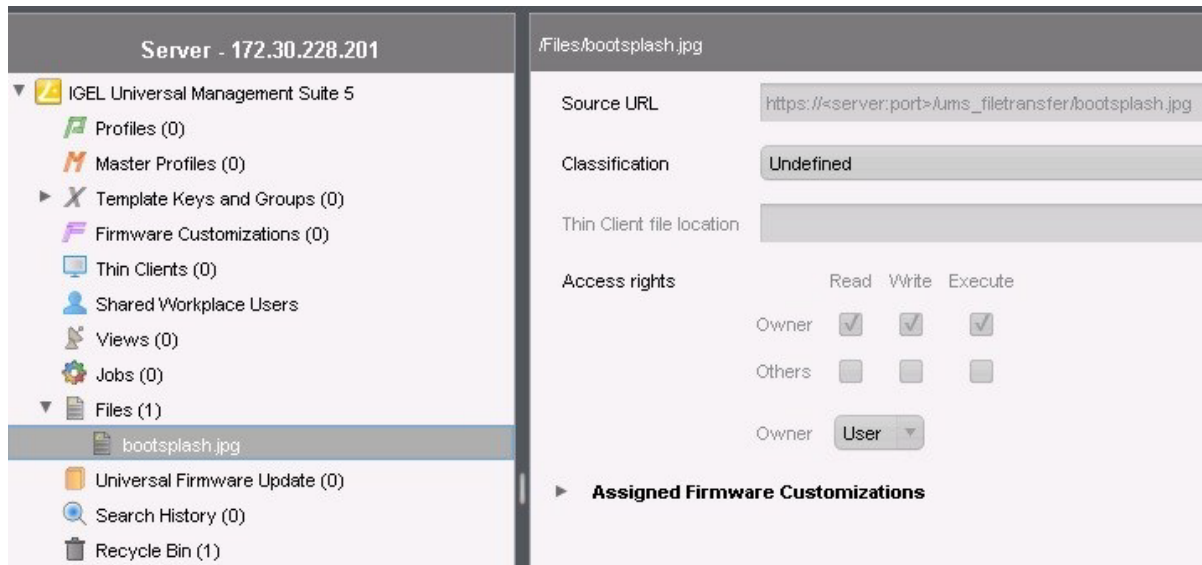 Server - 172.30.228.201
IGEL Universal Management Suite 5
Profiles (0)
Master Profiles (0)
Template Keys and Groups (0)
Firmware Customizations (0)
Thin Clients (0)
Shared Workplace Users
Views (0)
Jobs (0)
Files (1)
bootsplash.jpg
Universal Firmware Update (0)
Search History (0)
Recycle Bin (1)
/Files/bootsplash.jpg
Source URL https://<server:port>/ums_filetransfer/bootsplash.jpg
Classification Undefined
Thin Client file location
Access rights Read Write Execute
Owner
Others
Owner User
Assigned Firmware Customizations